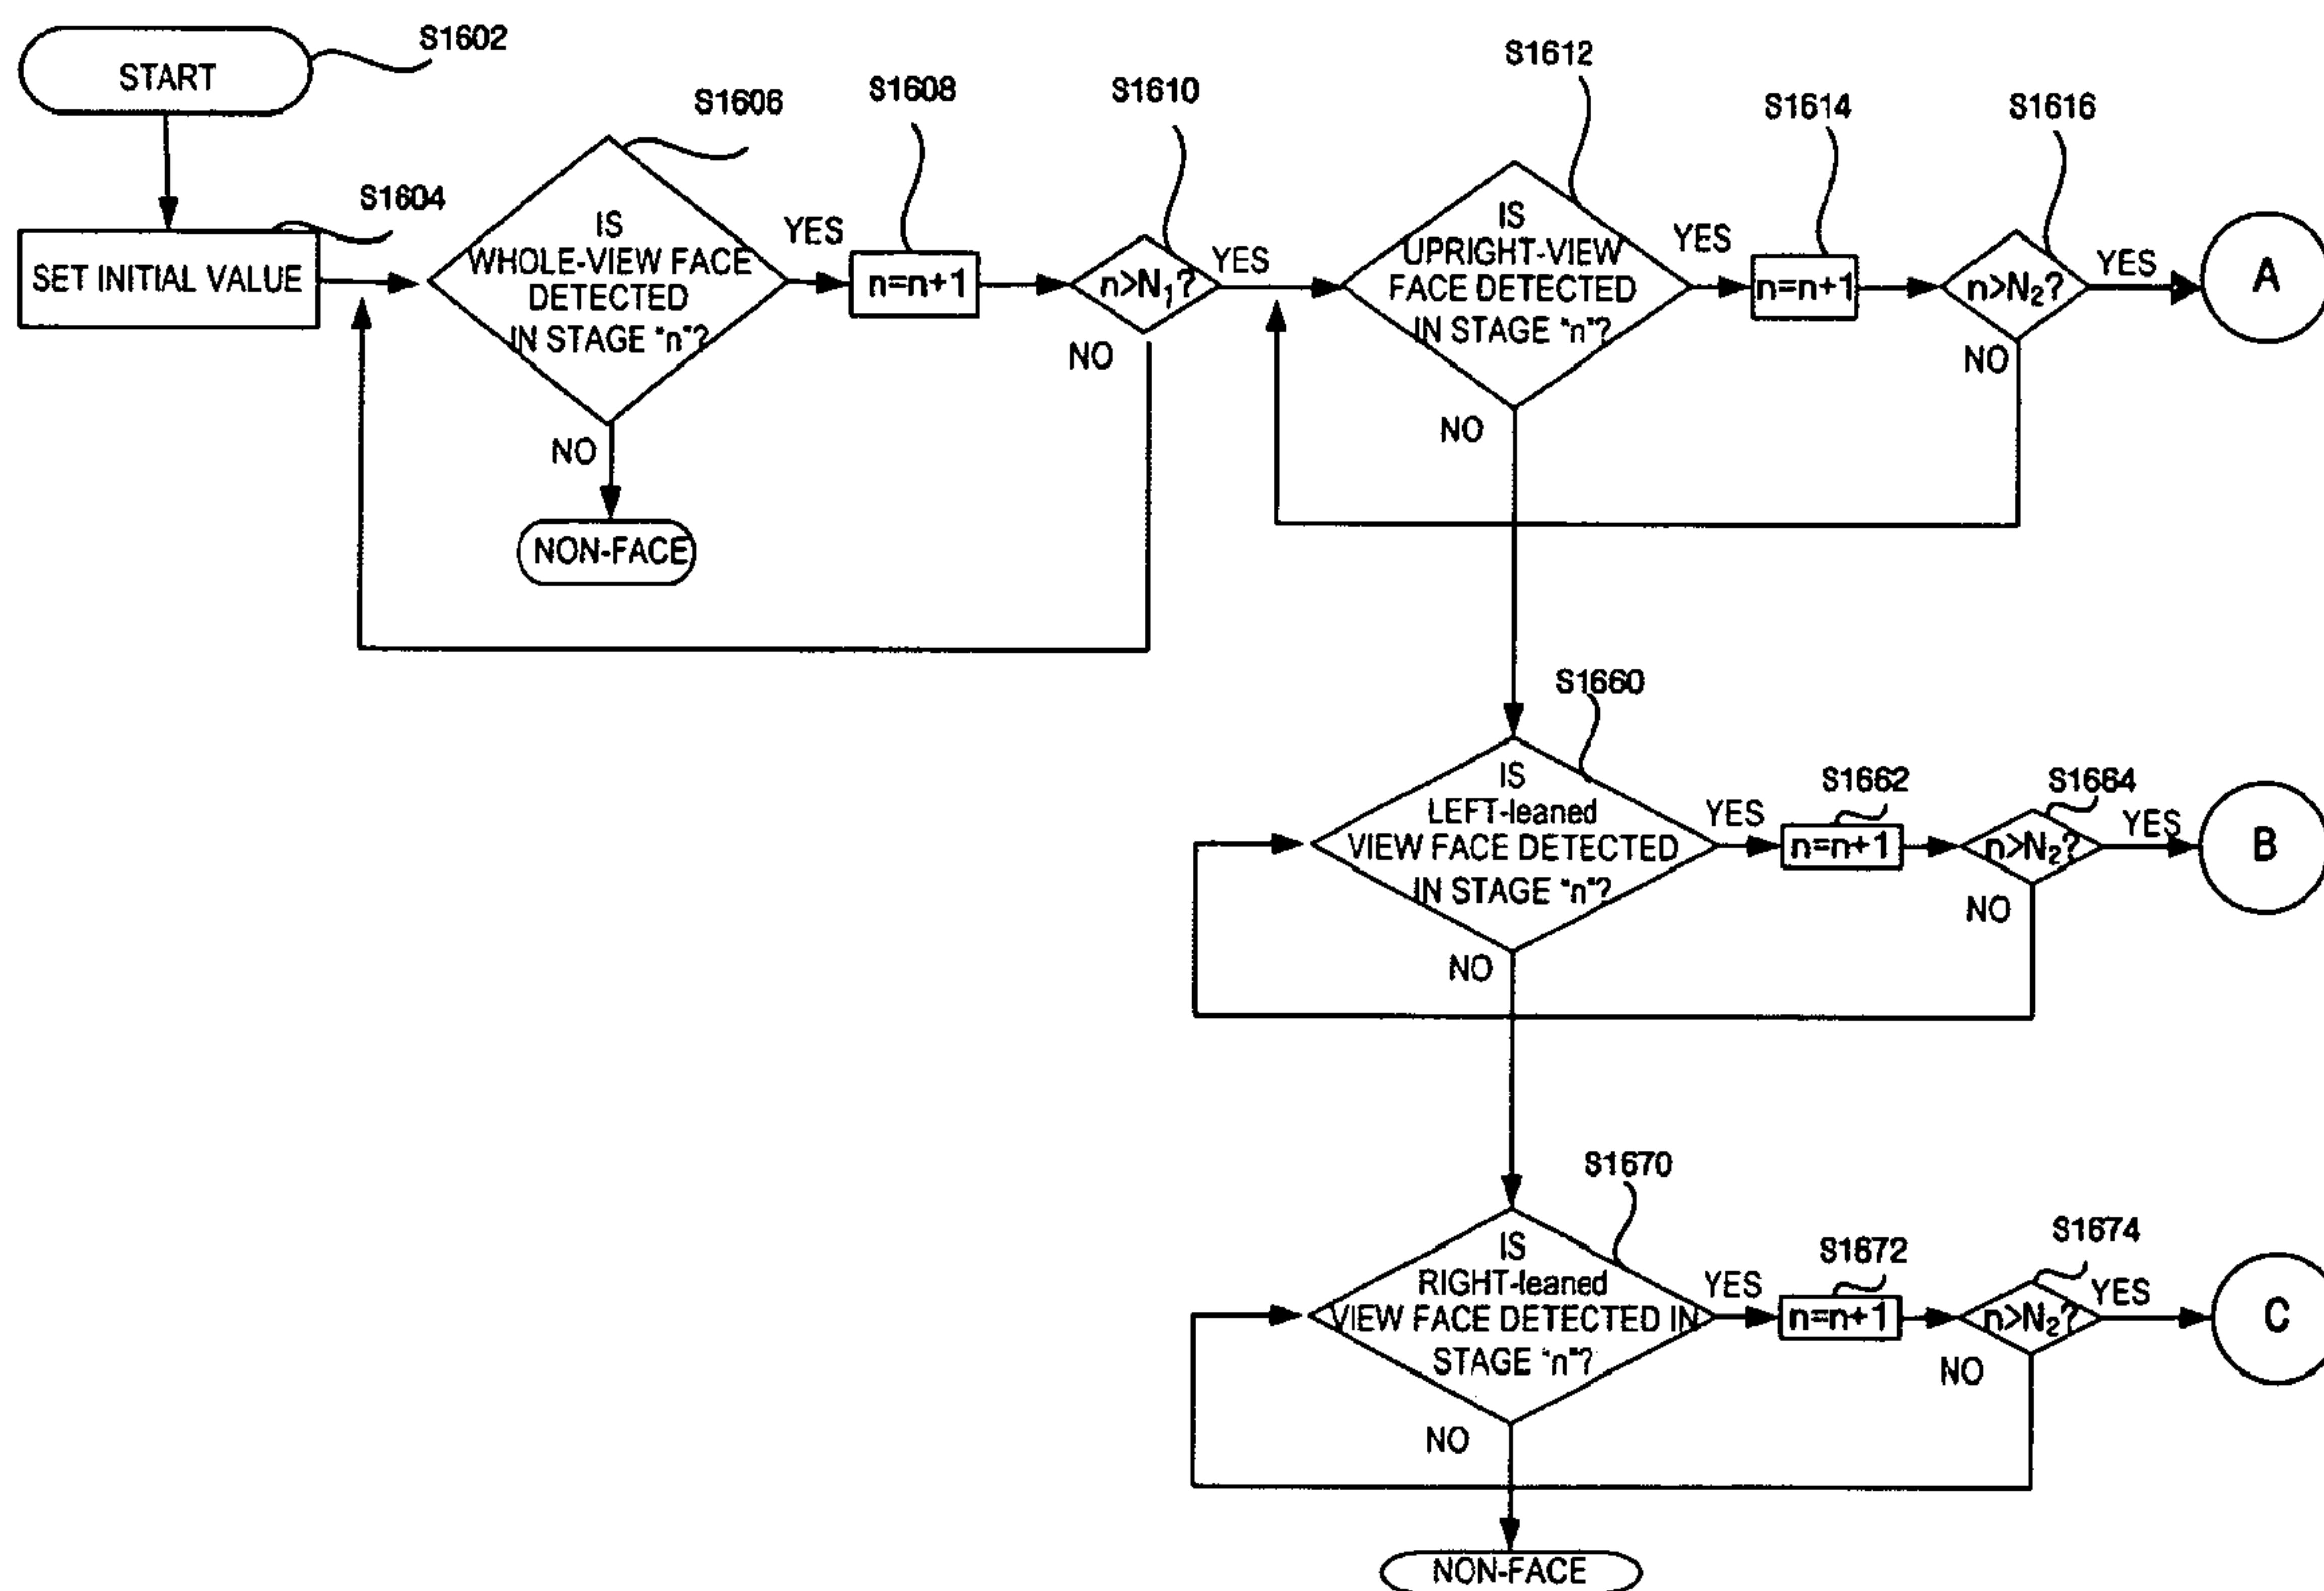 START
S1602
S1604
SET INITIAL VALUE
S1606
IS
WHOLE-VIEW FACE
DETECTED
IN STAGE "n"?
YES
NO
NON-FACE
S1608
n=n+1
S1610
n>N₁?
YES
NO
S1612
IS
UPRIGHT-VIEW
FACE DETECTED
IN STAGE "n"?
YES
NO
S1614
n=n+1
S1616
n>N₂?
YES
NO
A
S1660
IS
LEFT-leaned
VIEW FACE DETECTED
IN STAGE "n"?
YES
NO
S1662
n=n+1
S1664
n>N₂?
YES
NO
B
S1670
IS
RIGHT-leaned
VIEW FACE DETECTED IN
STAGE "n"?
YES
NO
S1672
n=n+1
S1674
n>N₂?
YES
NO
C
NON-FACE